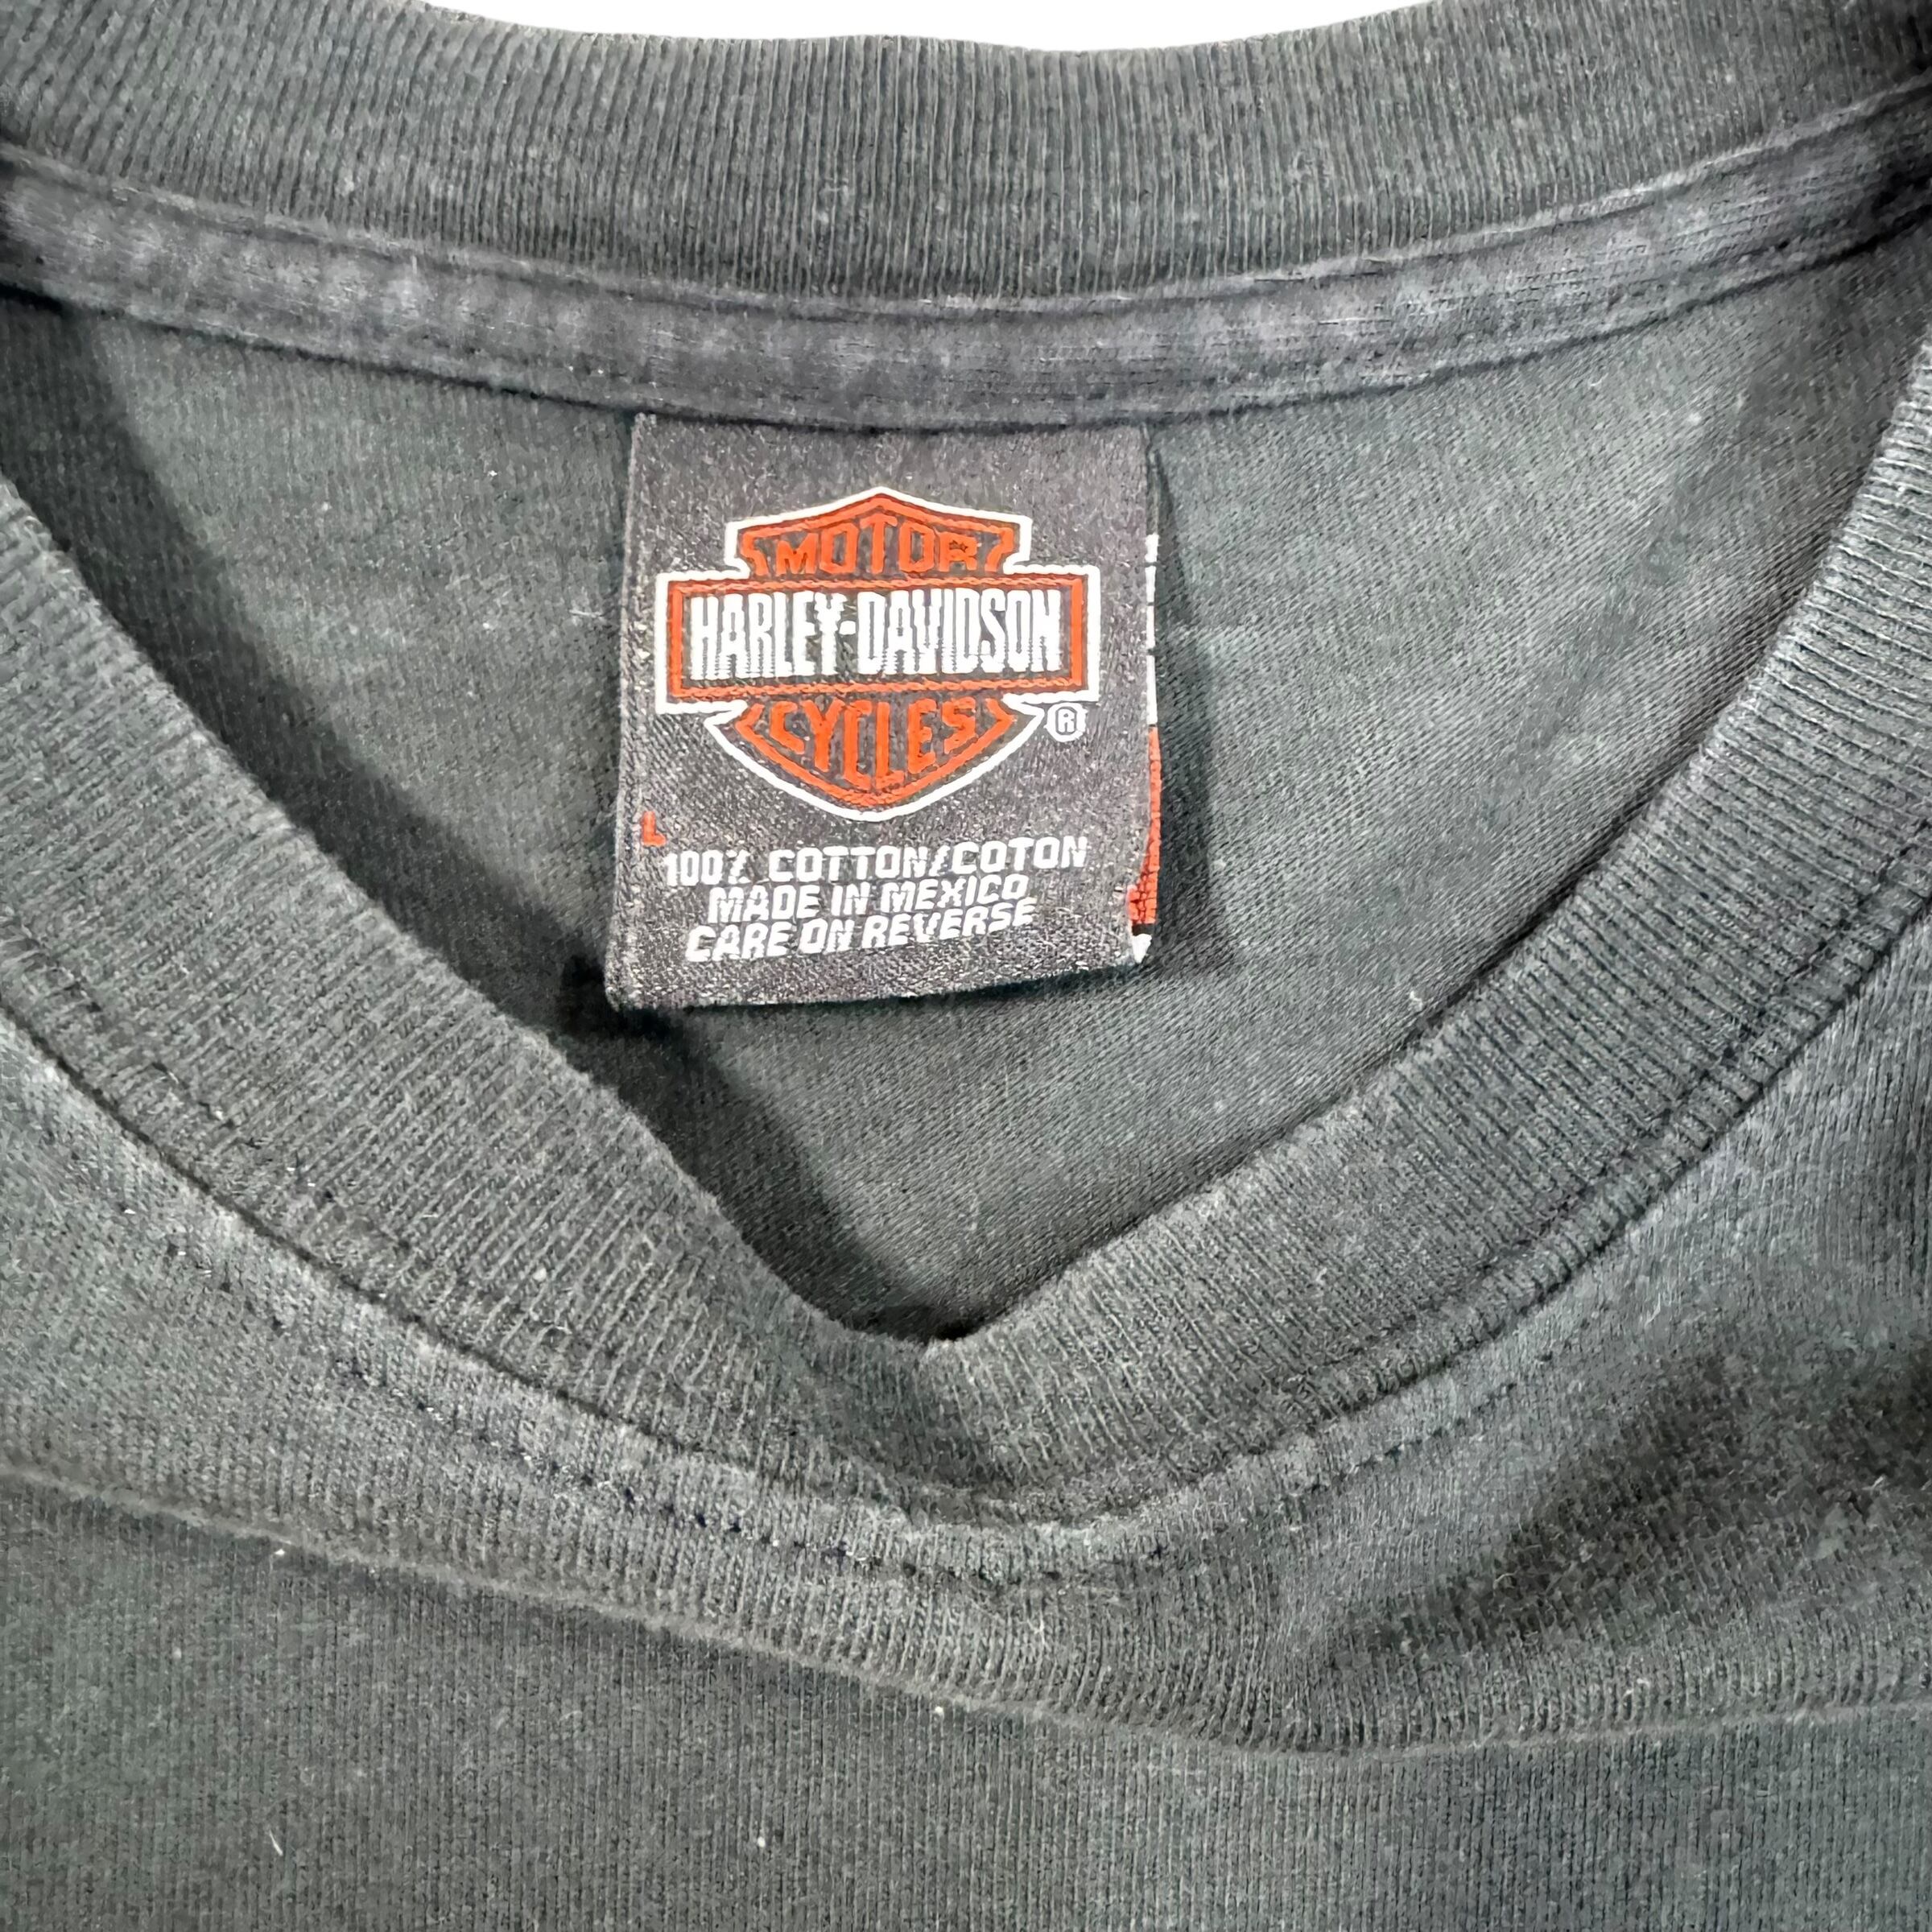 MOTOR
HARLEY-DAVIDSON
CYCLES
®
L
100% COTTON/COTON
MADE IN MEXICO
CARE ON REVERSE